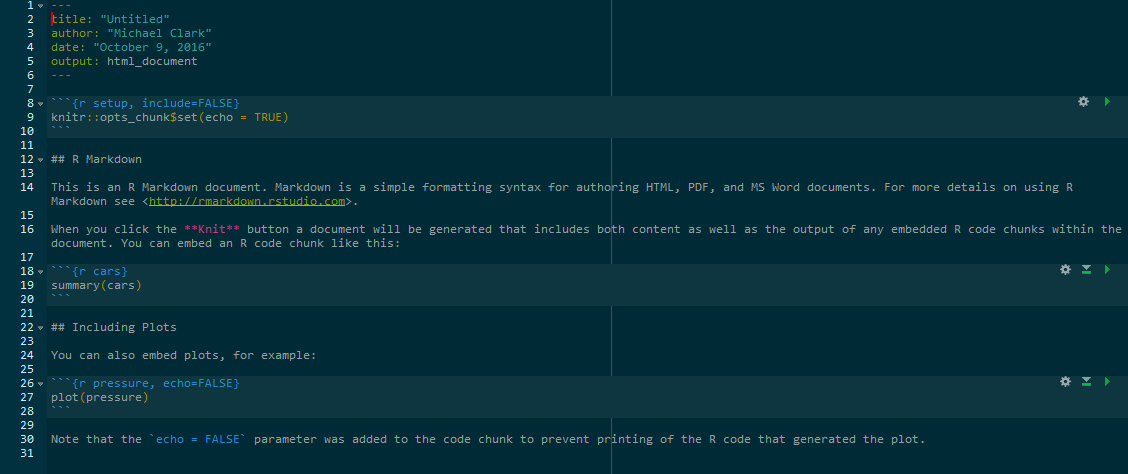 1 ---
2 title: "Untitled"
3 author: "Michael Clark"
4 date: "October 9, 2016"
5 output: html_document
6 ---
7
8 ```{r setup, include=FALSE}
9 knitr::opts_chunk$set(echo = TRUE)
10 ```
11
12 ## R Markdown
13
14 This is an R Markdown document. Markdown is a simple formatting syntax for authoring HTML, PDF, and MS Word documents. For more details on using R
Markdown see <http://rmarkdown.rstudio.com>.
15
16 When you click the **Knit** button a document will be generated that includes both content as well as the output of any embedded R code chunks within the
document. You can embed an R code chunk like this:
17
18 ```{r cars}
19 summary(cars)
20 ```
21
22 ## Including Plots
23
24 You can also embed plots, for example:
25
26 ```{r pressure, echo=FALSE}
27 plot(pressure)
28 ```
29
30 Note that the `echo = FALSE` parameter was added to the code chunk to prevent printing of the R code that generated the plot.
31